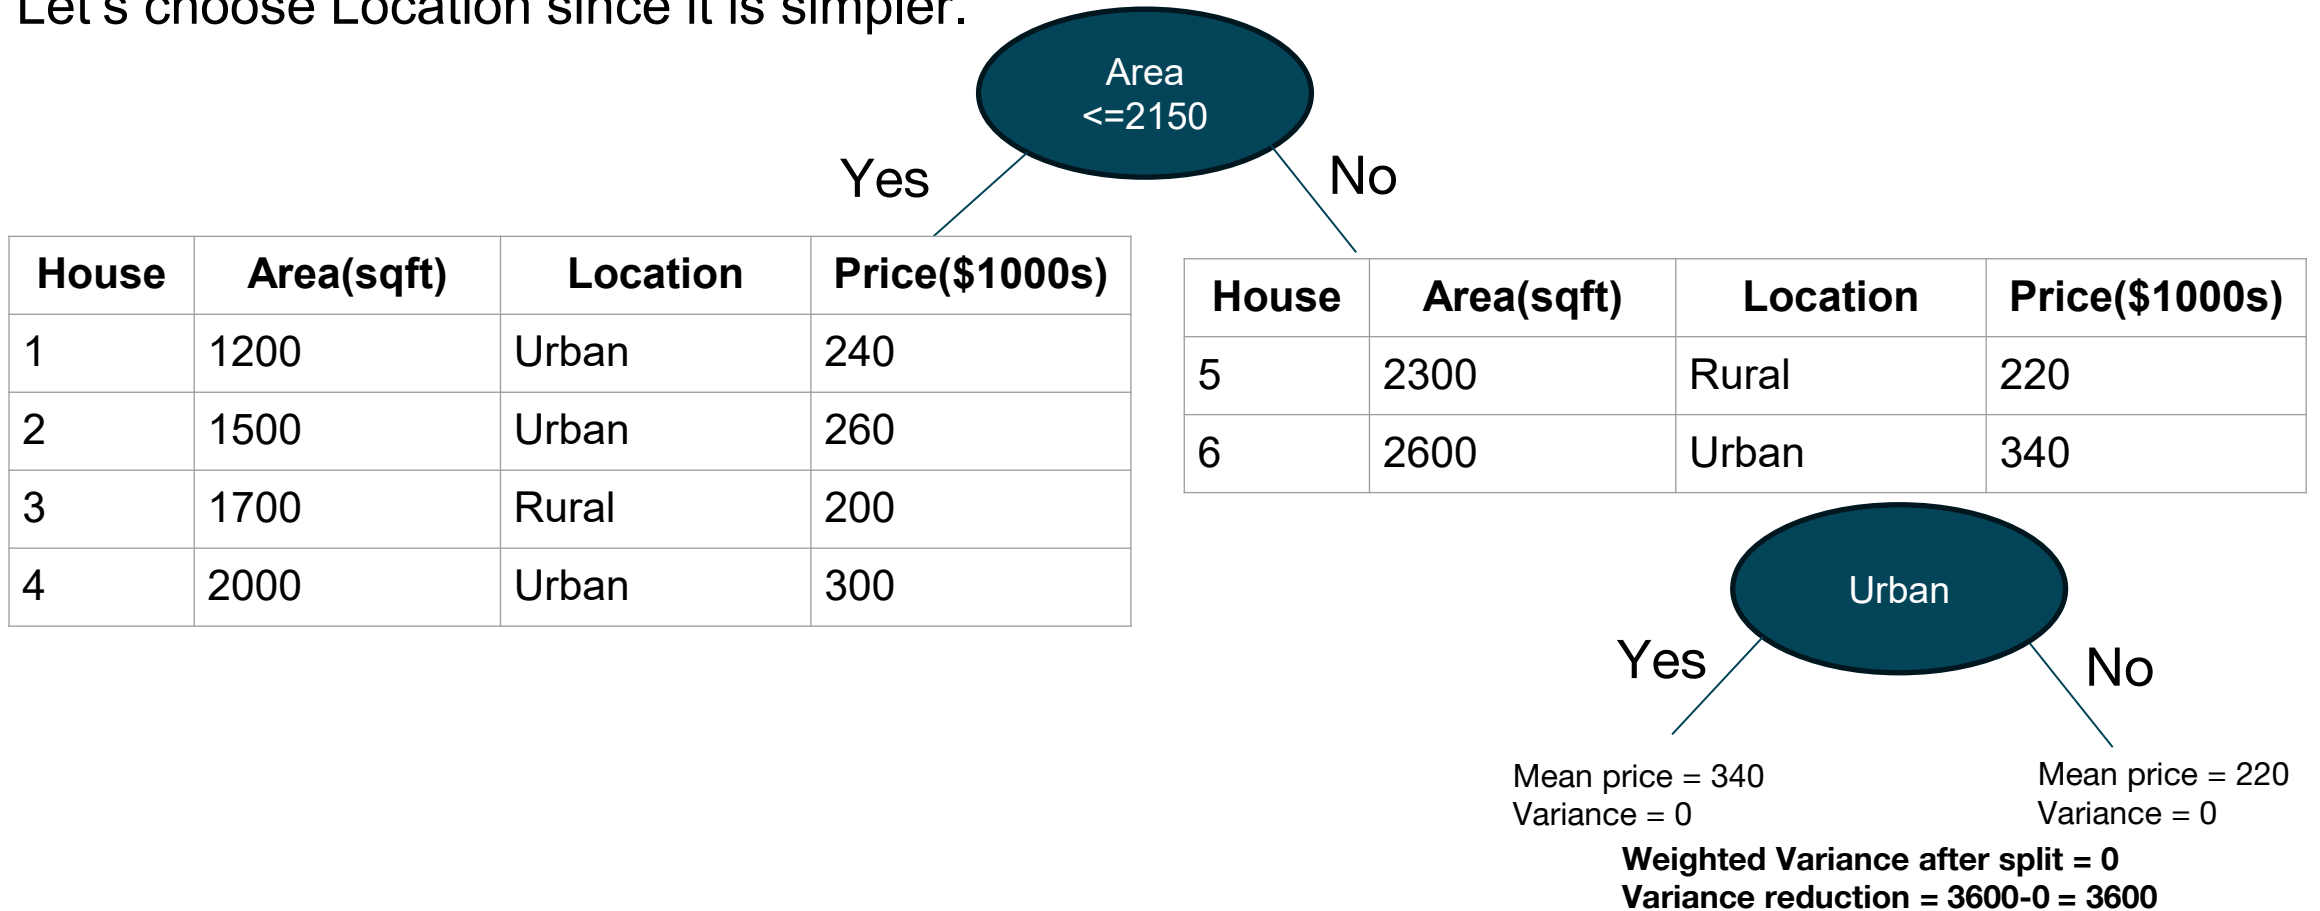 Let's choose Location since it is simpler.
Area
<=2150
Yes
No
House Area(sqft) Location Price($1000s)
1 1200 Urban 240
2 1500 Urban 260
3 1700 Rural 200
4 2000 Urban 300
House Area(sqft) Location Price($1000s)
5 2300 Rural 220
6 2600 Urban 340
Urban
Yes
No
Mean price = 340
Variance = 0
Mean price = 220
Variance = 0
Weighted Variance after split = 0
Variance reduction = 3600-0 = 3600